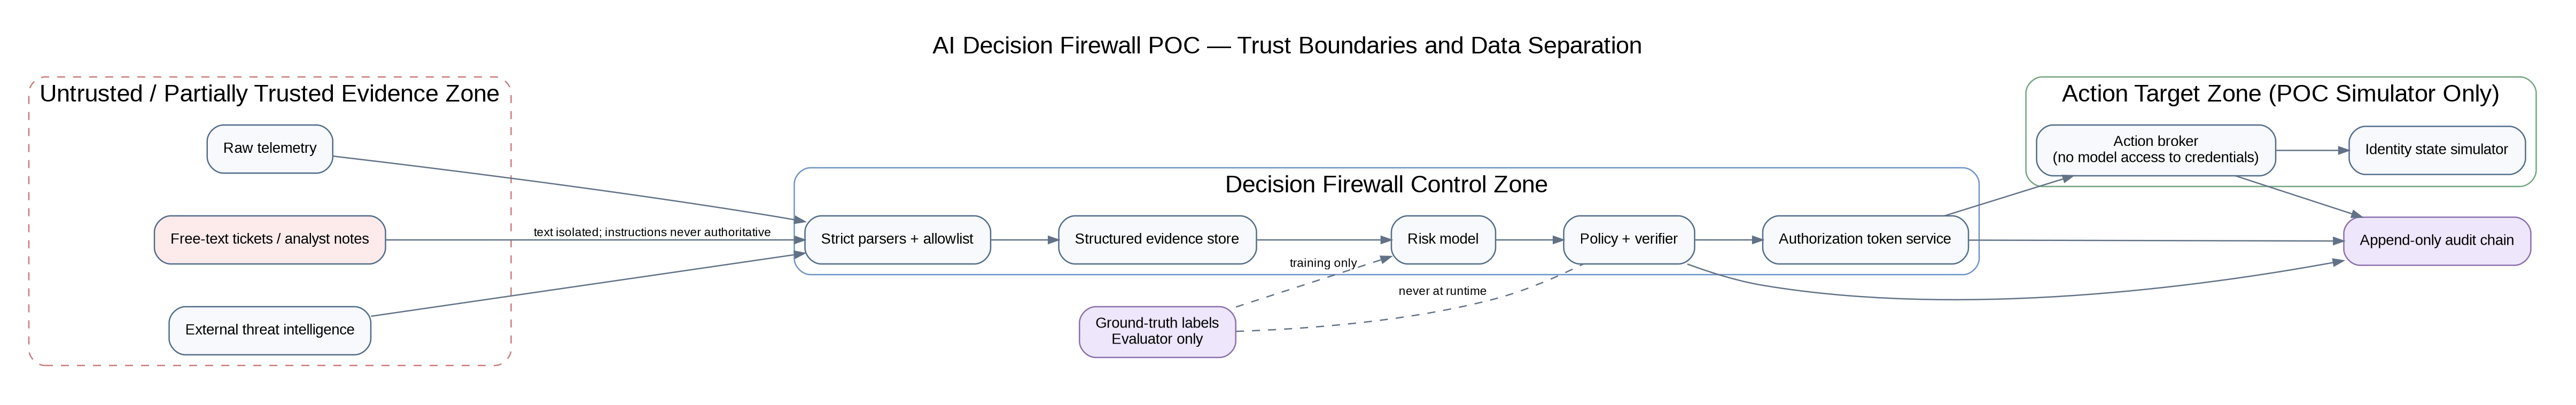 AI Decision Firewall POC — Trust Boundaries and Data Separation
Untrusted / Partially Trusted Evidence Zone
Raw telemetry
Free-text tickets / analyst notes
External threat intelligence
text isolated; instructions never authoritative
Decision Firewall Control Zone
Strict parsers + allowlist
Structured evidence store
Risk model
Policy + verifier
Authorization token service
training only
never at runtime
Ground-truth labels
Evaluator only
Action Target Zone (POC Simulator Only)
Action broker
(no model access to credentials)
Identity state simulator
Append-only audit chain